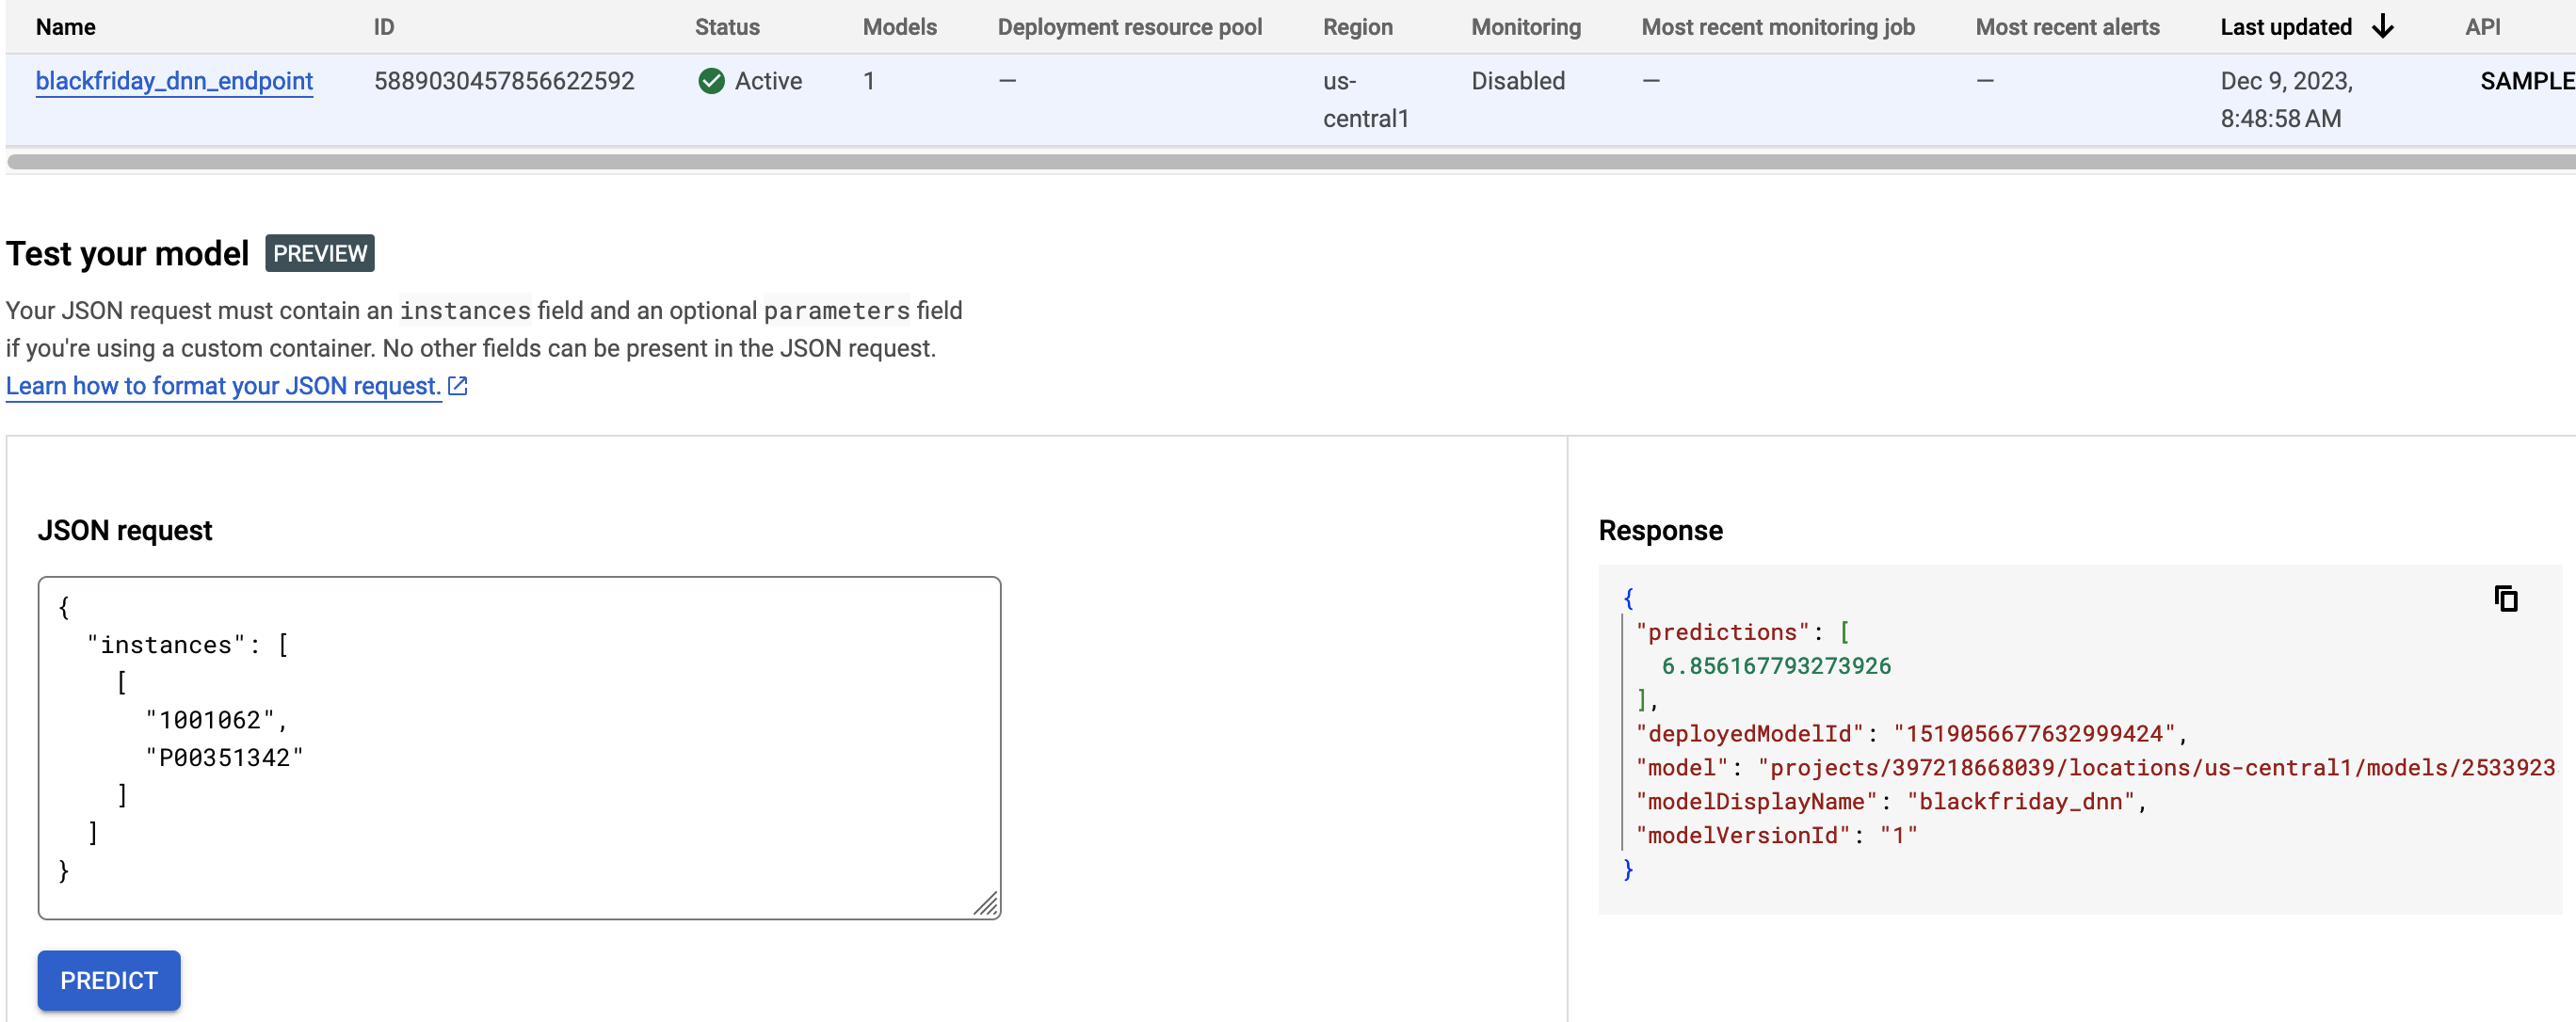 Name ID Status Models Deployment resource pool Region Monitoring Most recent monitoring job Most recent alerts Last updated API
blackfriday_dnn_endpoint 5889030457856622592 Active 1 — us- Disabled — — Dec 9, 2023, SAMPLE
central1 8:48:58 AM
Test your model PREVIEW
Your JSON request must contain an instances field and an optional parameters field
if you're using a custom container. No other fields can be present in the JSON request.
Learn how to format your JSON request.
JSON request
{
"instances": [
[
"1001062",
"P00351342"
]
]
}
PREDICT
Response
{
"predictions": [
6.856167793273926
],
"deployedModelId": "1519056677632999424",
"model": "projects/397218668039/locations/us-central1/models/2533923
"modelDisplayName": "blackfriday_dnn",
"modelVersionId": "1"
}